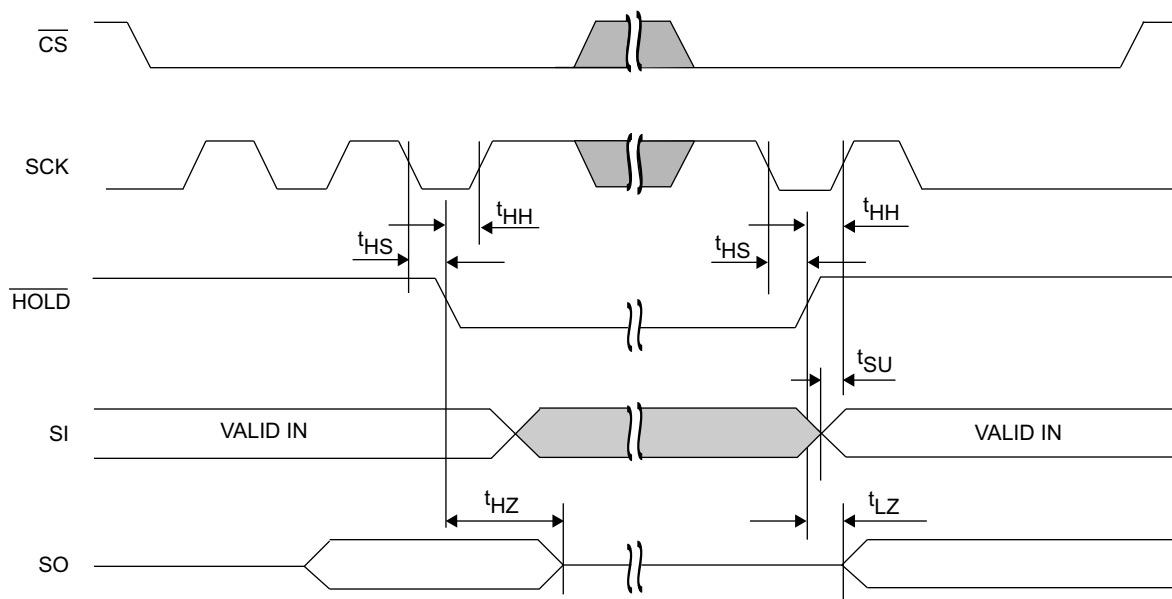 CS
SCK
tHH
tHH
tHS
tHS
HOLD
tSU
SI
VALID IN
VALID IN
tHZ
tLZ
SO